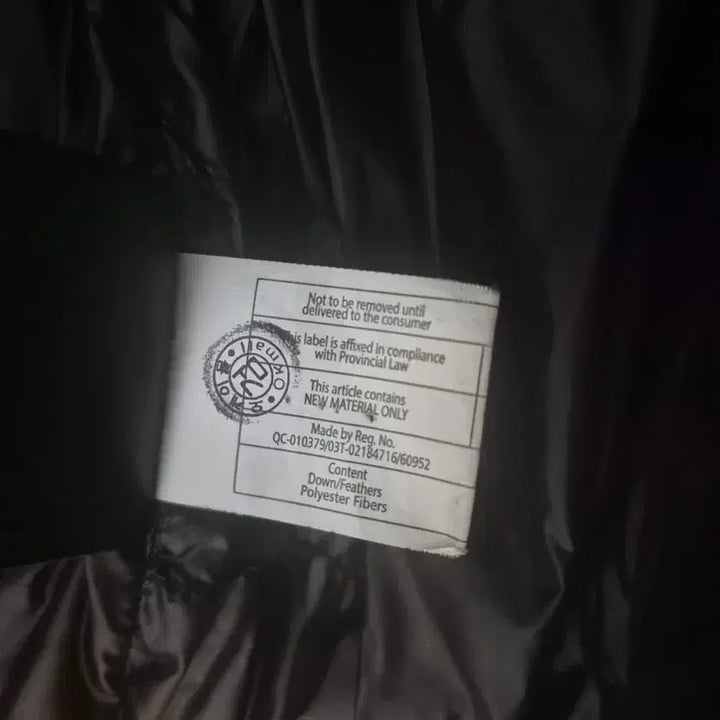 Not to be removed until
delivered to the consumer
is label is affixed in compliance
with Provincial Law
This article contains
NEW MATERIAL ONLY
Made by Reg. No.
QC-010379/03T-02184716/60952
Content
Down/Feathers
Polyester Fibers